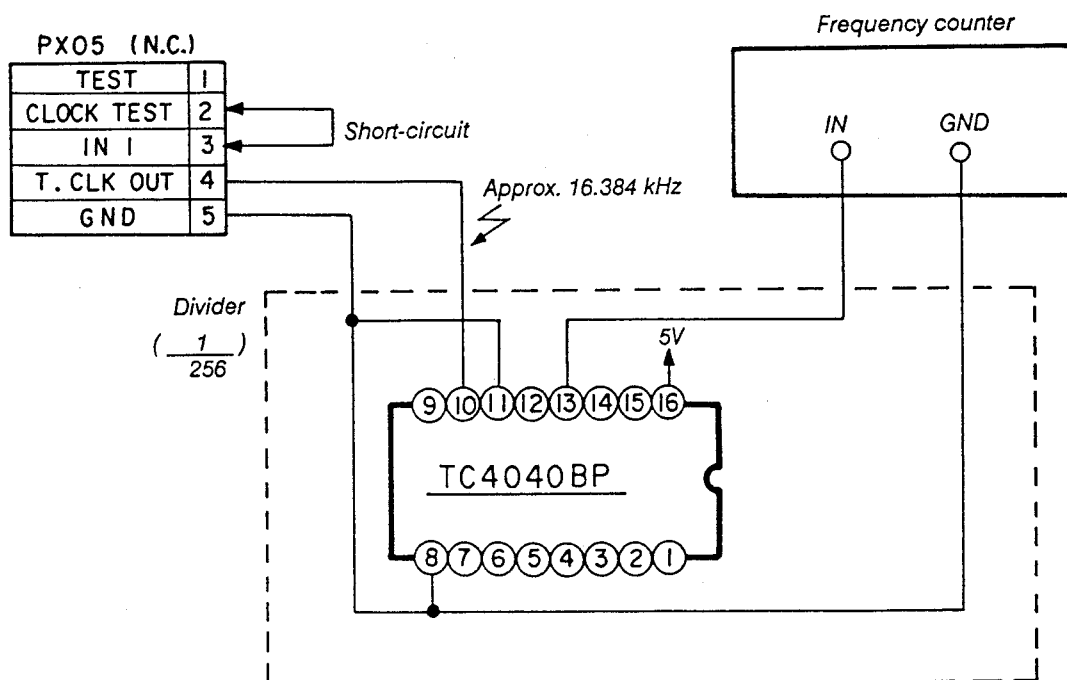 Frequency counter
PX05 (N.C.)
TEST 1
CLOCK TEST 2
IN 1 3
T. CLK OUT 4
GND 5
Short-circuit
IN
GND
Approx. 16.384 kHz
Divider
( 1
256 )
5V
9 10 11 12 13 14 15 16
TC4040BP
8 7 6 5 4 3 2 1